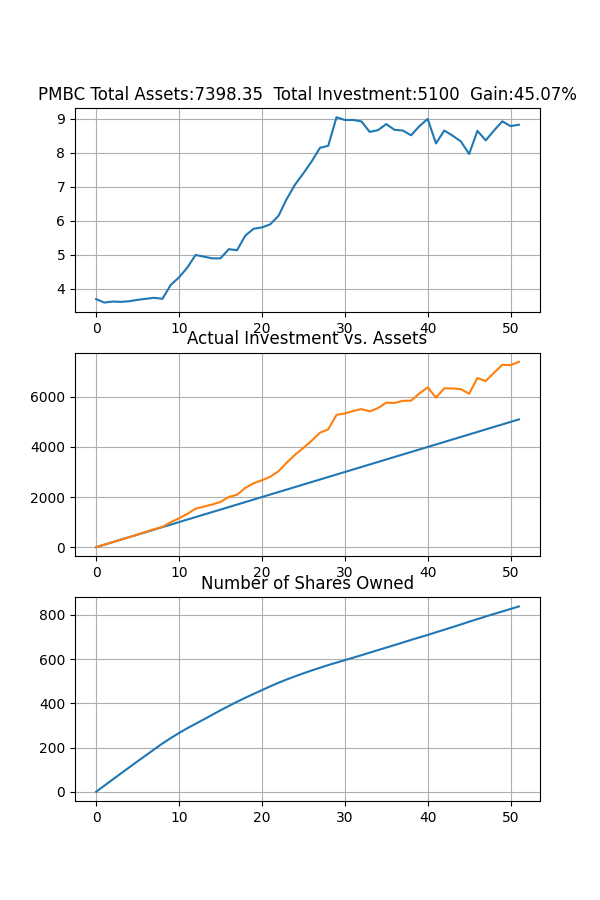 PMBC Total Assets:7398.35  Total Investment:5100  Gain:45.07%
9
8
7
6
5
4
0 10 20 30 40 50
Actual Investment vs. Assets
6000
4000
2000
0
0 10 20 30 40 50
Number of Shares Owned
800
600
400
200
0
0 10 20 30 40 50